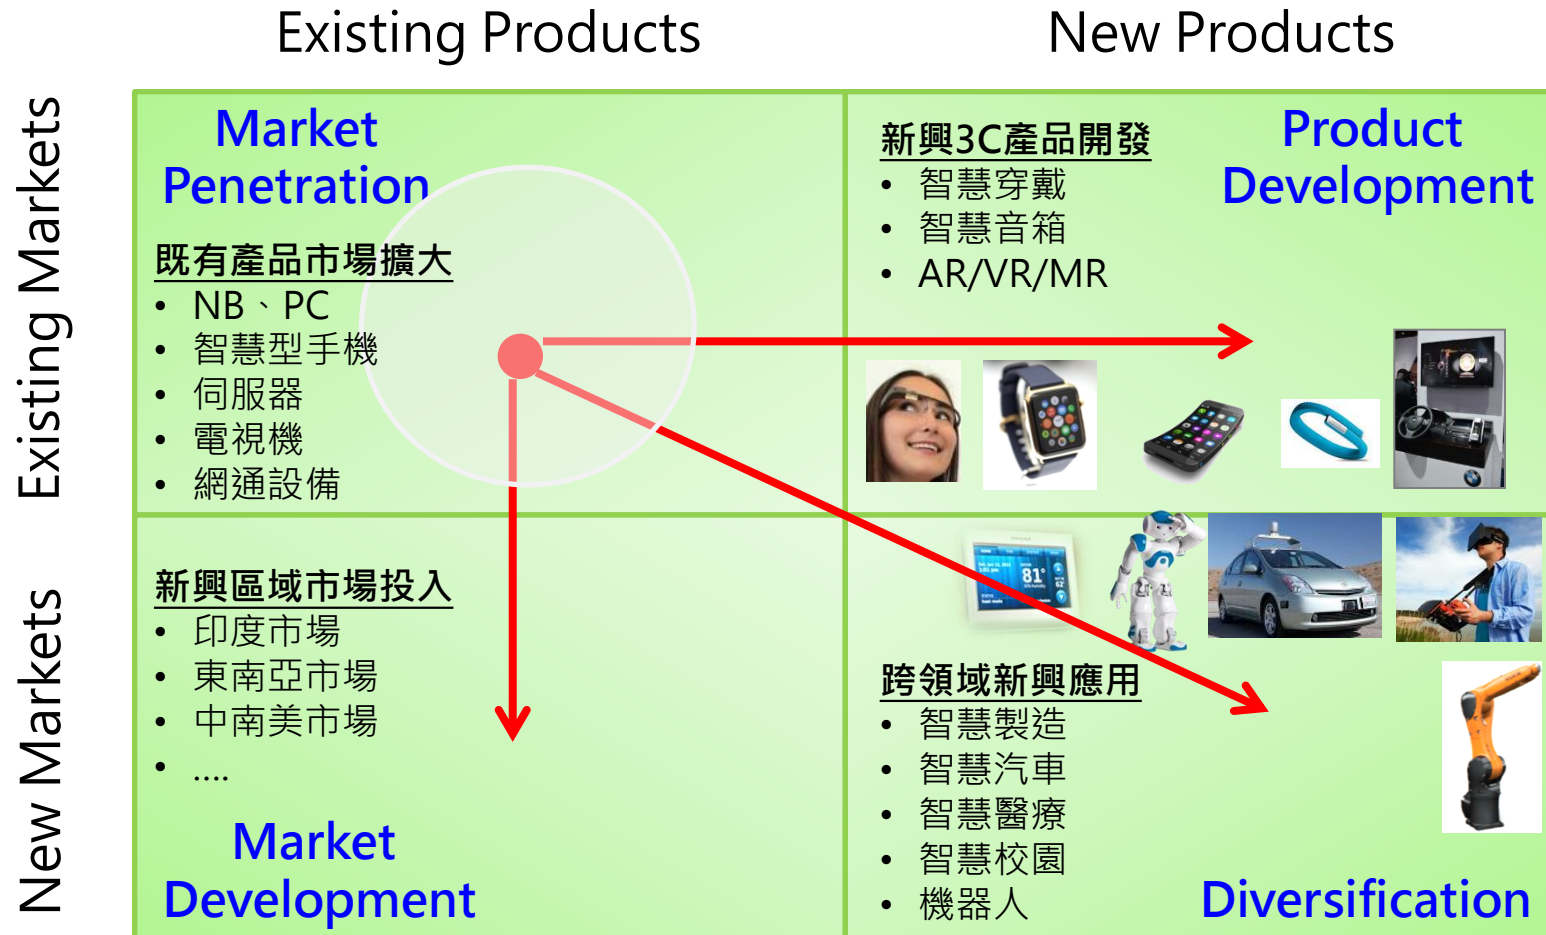 Existing Products
New Products
Existing Markets
New Markets
Market
Penetration
既有產品市場擴大
• NB、PC
• 智慧型手機
• 伺服器
• 電視機
• 網通設備
新興3C產品開發
• 智慧穿戴
• 智慧音箱
• AR/VR/MR
Product
Development
新興區域市場投入
• 印度市場
• 東南亞市場
• 中南美市場
• ....
Market
Development
81°
62°
跨領域新興應用
• 智慧製造
• 智慧汽車
• 智慧醫療
• 智慧校園
• 機器人
Diversification